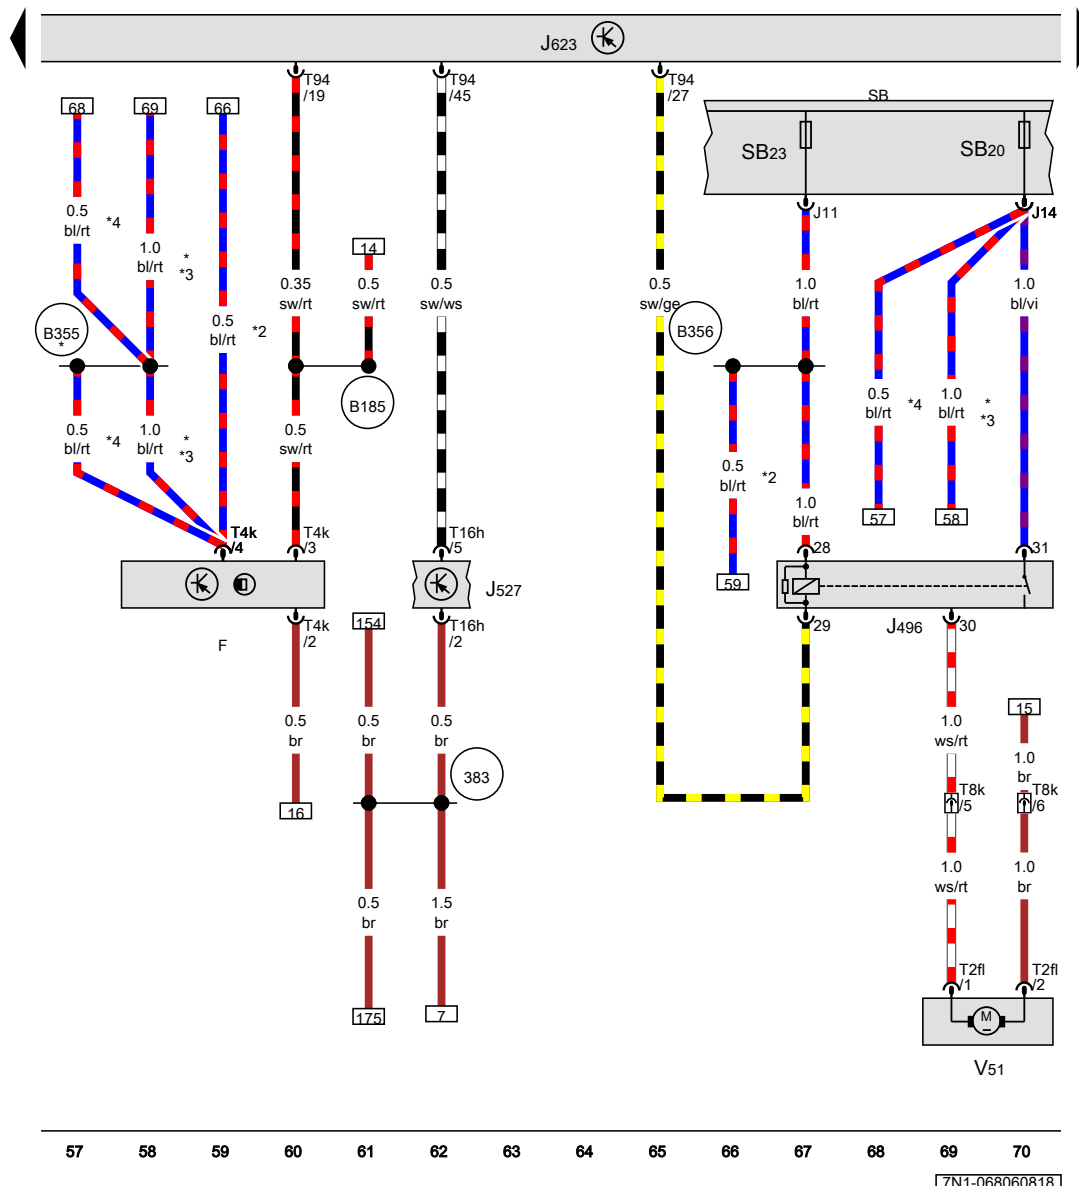 J623
T94
/19
T94
/45
T94
/27
SB
SB23
SB20
68
69
66
J11
J14
0.5
bl/rt
*4
1.0
bl/rt
*
*3
14
0.35
sw/rt
0.5
sw/rt
0.5
sw/ws
0.5
sw/ge
1.0
bl/rt
1.0
bl/vi
B355
*
0.5
bl/rt
*2
B356
B185
0.5
bl/rt
*4
1.0
bl/rt
*
*3
0.5
bl/rt
*4
1.0
bl/rt
*
*3
0.5
sw/rt
0.5
bl/rt
*2
1.0
bl/rt
57
58
T4k
/4
T4k
/3
T16h
/5
28
31
59
J527
F
T4k
/2
154
T16h
/2
29
J496
30
0.5
br
0.5
br
0.5
br
1.0
ws/rt
15
1.0
br
383
16
T8k
/5
T8k
/6
0.5
br
1.5
br
1.0
ws/rt
1.0
br
175
7
T2fl
/1
T2fl
/2
M
V51
57 58 59 60 61 62 63 64 65 66 67 68 69 70
7N1-068060818